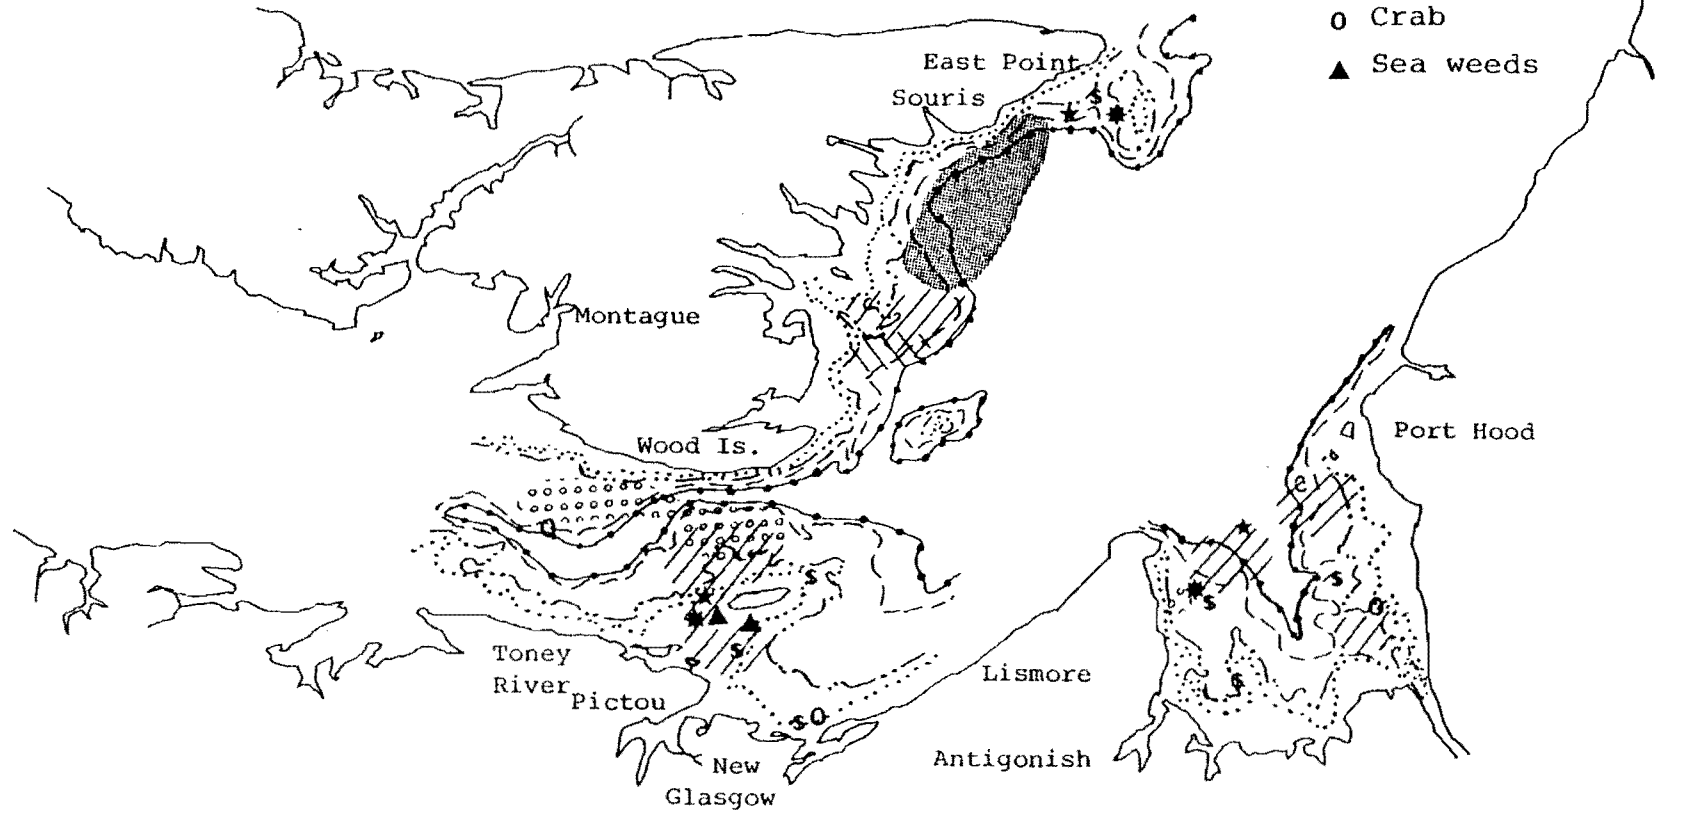 O Crab
▲ Sea weeds
East Point
Souris
Montague
Wood Is.
Port Hood
Toney
River
Pictou
Lismore
Antigonish
New
Glasgow